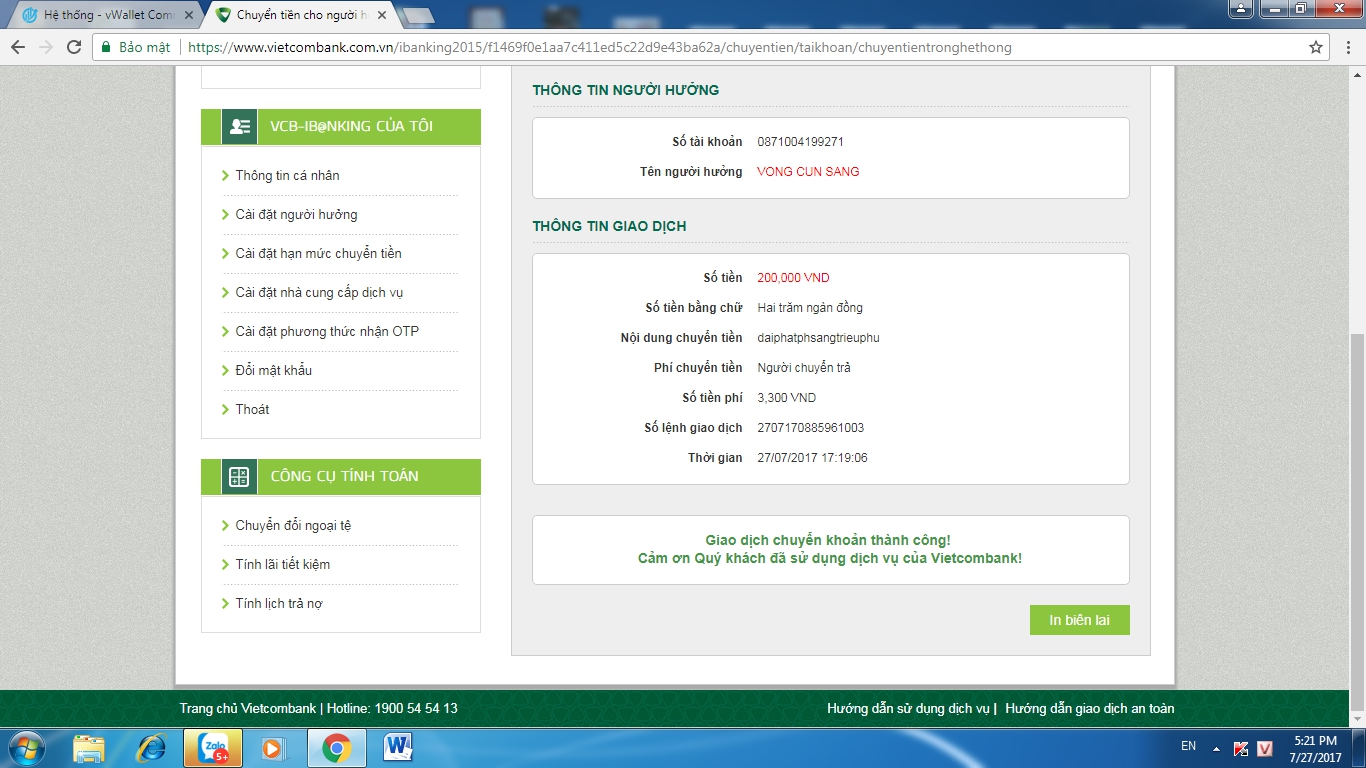 Hệ thống - vWallet Com
Chuyển tiền cho người h
Bảo mật
https://www.vietcombank.com.vn/ibanking2015/f1469f0e1aa7c411ed5c22d9e43ba62a/chuyentien/taikhoan/chuyentientronghethong
VCB-IB@NKING CỦA TÔI
Thông tin cá nhân
Cài đặt người hưởng
Cài đặt hạn mức chuyển tiền
Cài đặt nhà cung cấp dịch vụ
Cài đặt phương thức nhận OTP
Đổi mật khẩu
Thoát
CÔNG CỤ TÍNH TOÁN
Chuyển đổi ngoại tệ
Tính lãi tiết kiệm
Tính lịch trả nợ
THÔNG TIN NGƯỜI HƯỞNG
Số tài khoản 0871004199271
Tên người hưởng VONG CUN SANG
THÔNG TIN GIAO DỊCH
Số tiền 200,000 VND
Số tiền bằng chữ Hai trăm ngàn đồng
Nội dung chuyển tiền daiphatphsangtrieuphu
Phí chuyển tiền Người chuyển trả
Số tiền phí 3,300 VND
Số lệnh giao dịch 2707170885961003
Thời gian 27/07/2017 17:19:06
Giao dịch chuyển khoản thành công!
Cảm ơn Quý khách đã sử dụng dịch vụ của Vietcombank!
In biên lai
Trang chủ Vietcombank | Hotline: 1900 54 54 13
Hướng dẫn sử dụng dịch vụ | Hướng dẫn giao dịch an toàn
Zalo
5+
W
EN
K
V
5:21 PM
7/27/2017